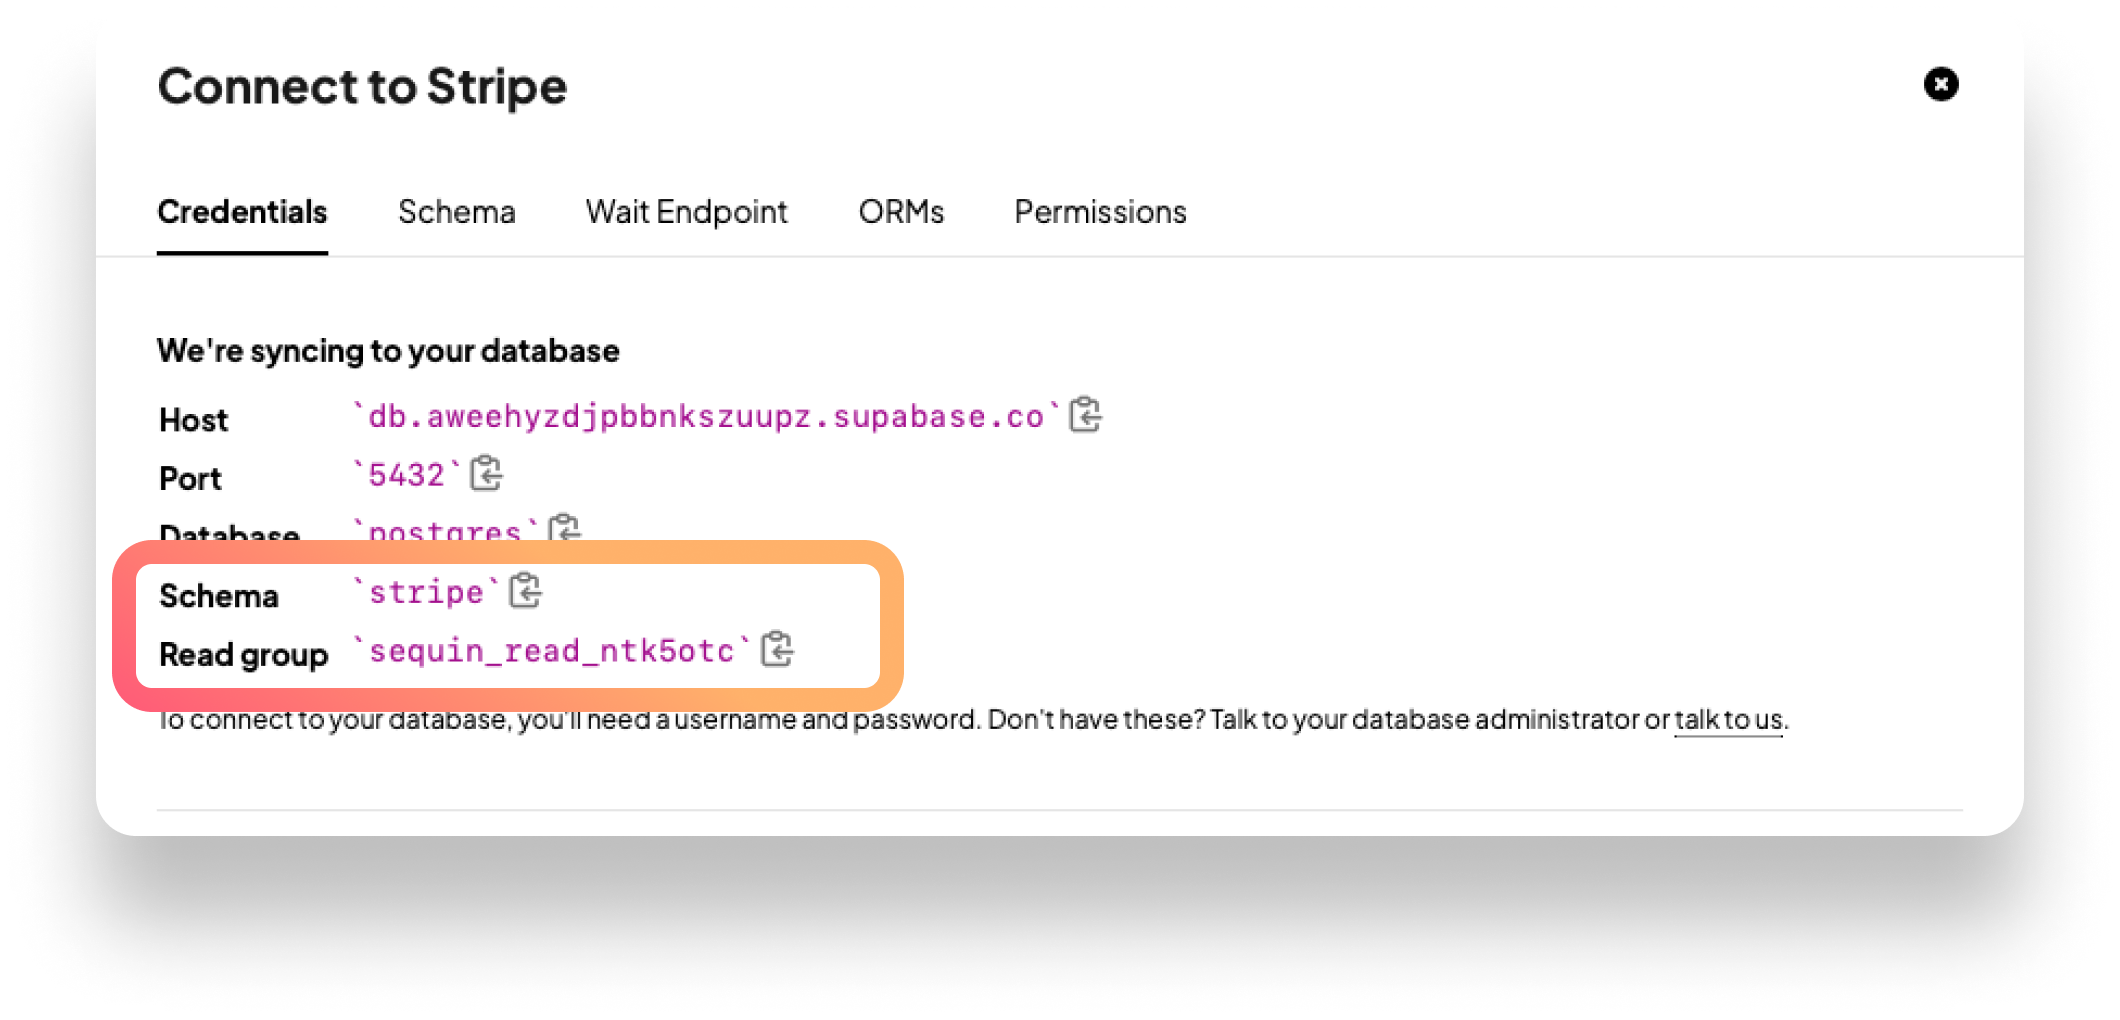 Connect to Stripe
Credentials Schema Wait Endpoint ORMs Permissions
We're syncing to your database
Host `db.aweehyzdjpbbnkszuupz.supabase.co`
Port `5432`
Database `postgres`
Schema `stripe`
Read group `sequin_read_ntk5otc`
To connect to your database, you'll need a username and password. Don't have these? Talk to your database administrator or talk to us.